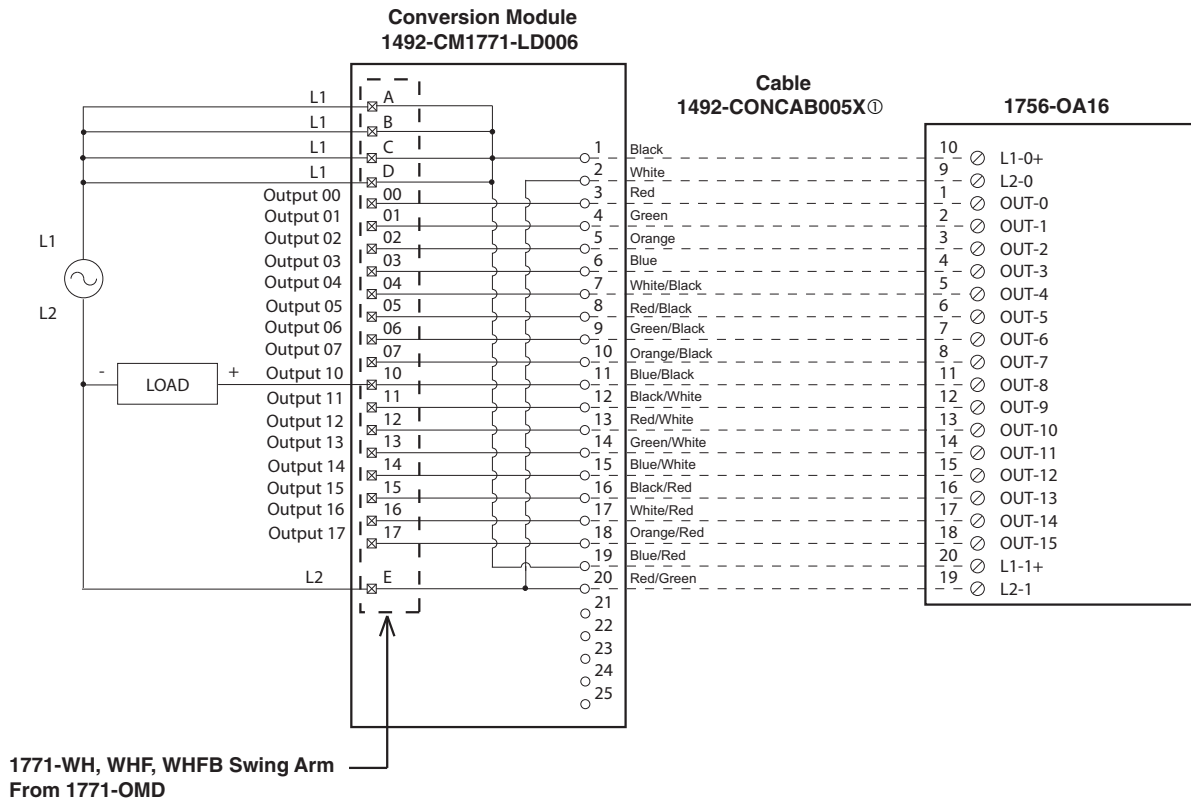 Conversion Module
1492-CM1771-LD006
Cable
1492-CONCAB005X①
1756-OA16
L1 A
L1 B
L1 C 1 Black 10 L1-0+
L1 D 2 White 9 L2-0
Output 00 00 3 Red 1 OUT-0
Output 01 01 4 Green 2 OUT-1
Output 02 02 5 Orange 3 OUT-2
Output 03 03 6 Blue 4 OUT-3
Output 04 04 7 White/Black 5 OUT-4
Output 05 05 8 Red/Black 6 OUT-5
Output 06 06 9 Green/Black 7 OUT-6
Output 07 07 10 Orange/Black 8 OUT-7
Output 10 10 11 Blue/Black 11 OUT-8
Output 11 11 12 Black/White 12 OUT-9
Output 12 12 13 Red/White 13 OUT-10
Output 13 13 14 Green/White 14 OUT-11
Output 14 14 15 Blue/White 15 OUT-12
Output 15 15 16 Black/Red 16 OUT-13
Output 16 16 17 White/Red 17 OUT-14
Output 17 17 18 Orange/Red 18 OUT-15
19 Blue/Red 20 L1-1+
L2 E 20 Red/Green 19 L2-1
21
22
23
24
25
L1
L2
- LOAD +
1771-WH, WHF, WHFB Swing Arm
From 1771-OMD